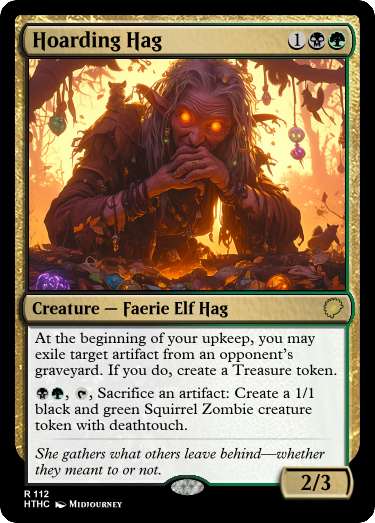 Hoarding Hag 1
Creature — Faerie Elf Hag
At the beginning of your upkeep, you may
exile target artifact from an opponent's
graveyard. If you do, create a Treasure token.
, , Sacrifice an artifact: Create a 1/1
black and green Squirrel Zombie creature
token with deathtouch.
She gathers what others leave behind—whether
they meant to or not.
2/3
R 112
HTHC Midjourney